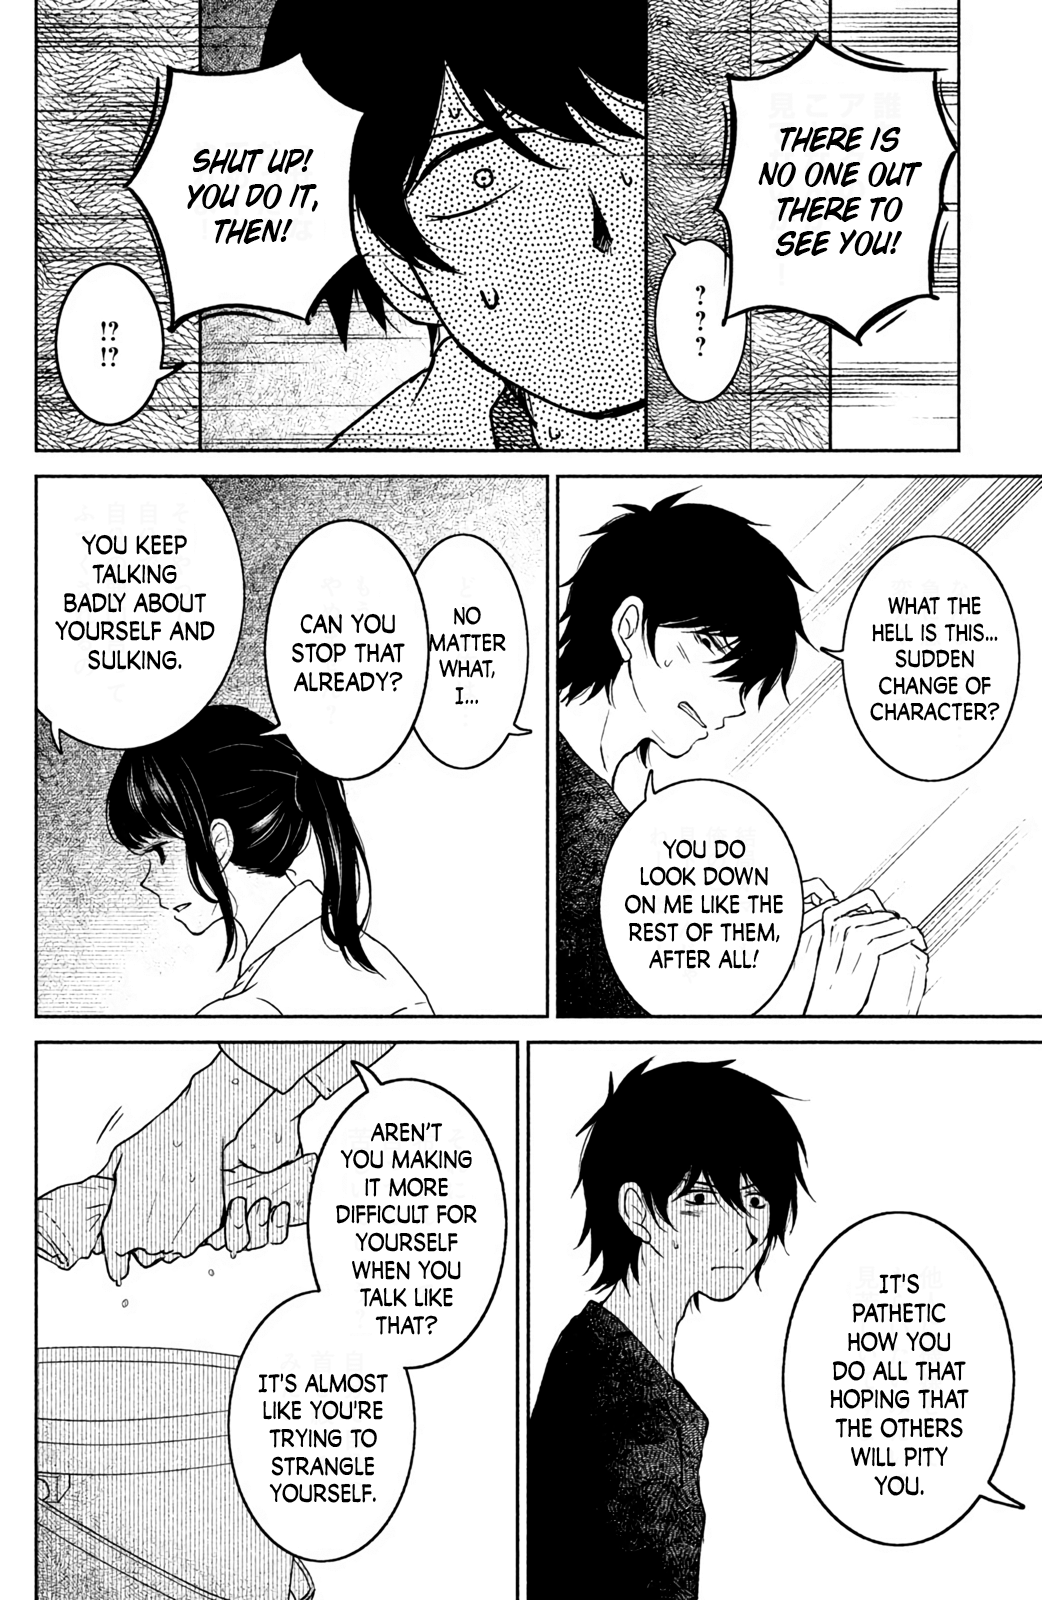 THERE IS
NO ONE OUT
THERE TO
SEE YOU!
? ? ?
SHUT UP!
YOU DO IT,
THEN!
!?
!?
WHAT THE
HELL IS THIS...
SUDDEN
CHANGE OF
CHARACTER?
YOU DO
LOOK DOWN
ON ME LIKE THE
REST OF THEM,
AFTER ALL!
NO
MATTER
WHAT,
I...
CAN YOU
STOP THAT
ALREADY?
YOU KEEP
TALKING
BADLY ABOUT
YOURSELF AND
SULKING.
IT'S
PATHETIC
HOW YOU
DO ALL THAT
HOPING THAT
THE OTHERS
WILL PITY
YOU.
AREN'T
YOU MAKING
IT MORE
DIFFICULT FOR
YOURSELF
WHEN YOU
TALK LIKE
THAT?
IT'S ALMOST
LIKE YOU'RE
TRYING TO
STRANGLE
YOURSELF.